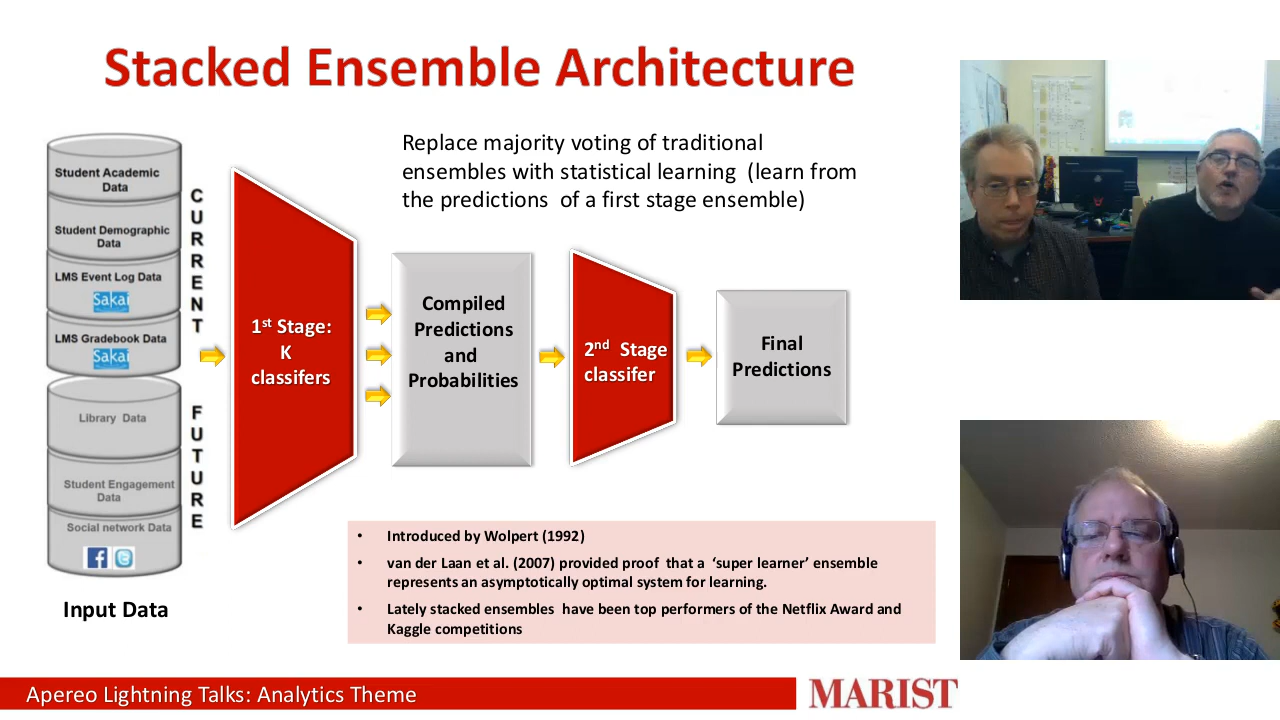 Stacked Ensemble Architecture
Replace majority voting of traditional
ensembles with statistical learning (learn from
the predictions of a first stage ensemble)
Student Academic
Data
Student Demographic
Data
LMS Event Log Data
Sakai
LMS Gradebook Data
Sakai
CURRENT
Library Data
Student Engagement
Data
Social network Data
FUTURE
Input Data
1st Stage:
K
classifers
Compiled
Predictions
and
Probabilities
2nd Stage
classifer
Final
Predictions
• Introduced by Wolpert (1992)
• van der Laan et al. (2007) provided proof that a ‘super learner’ ensemble
represents an asymptotically optimal system for learning.
• Lately stacked ensembles have been top performers of the Netflix Award and
Kaggle competitions
Apereo Lightning Talks: Analytics Theme
MARIST